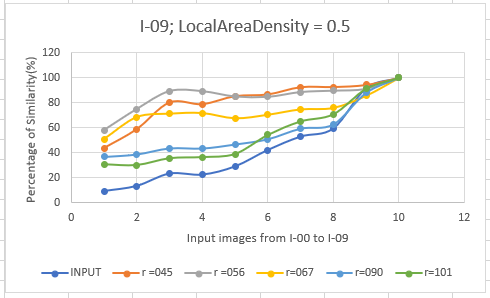 I-09; LocalAreaDensity = 0.5
Percentage of Similarity(%)
120
100
80
60
40
20
0
0 2 4 6 8 10 12
Input images from I-00 to I-09
INPUT r =045 r =056 r=067 r=090 r=101